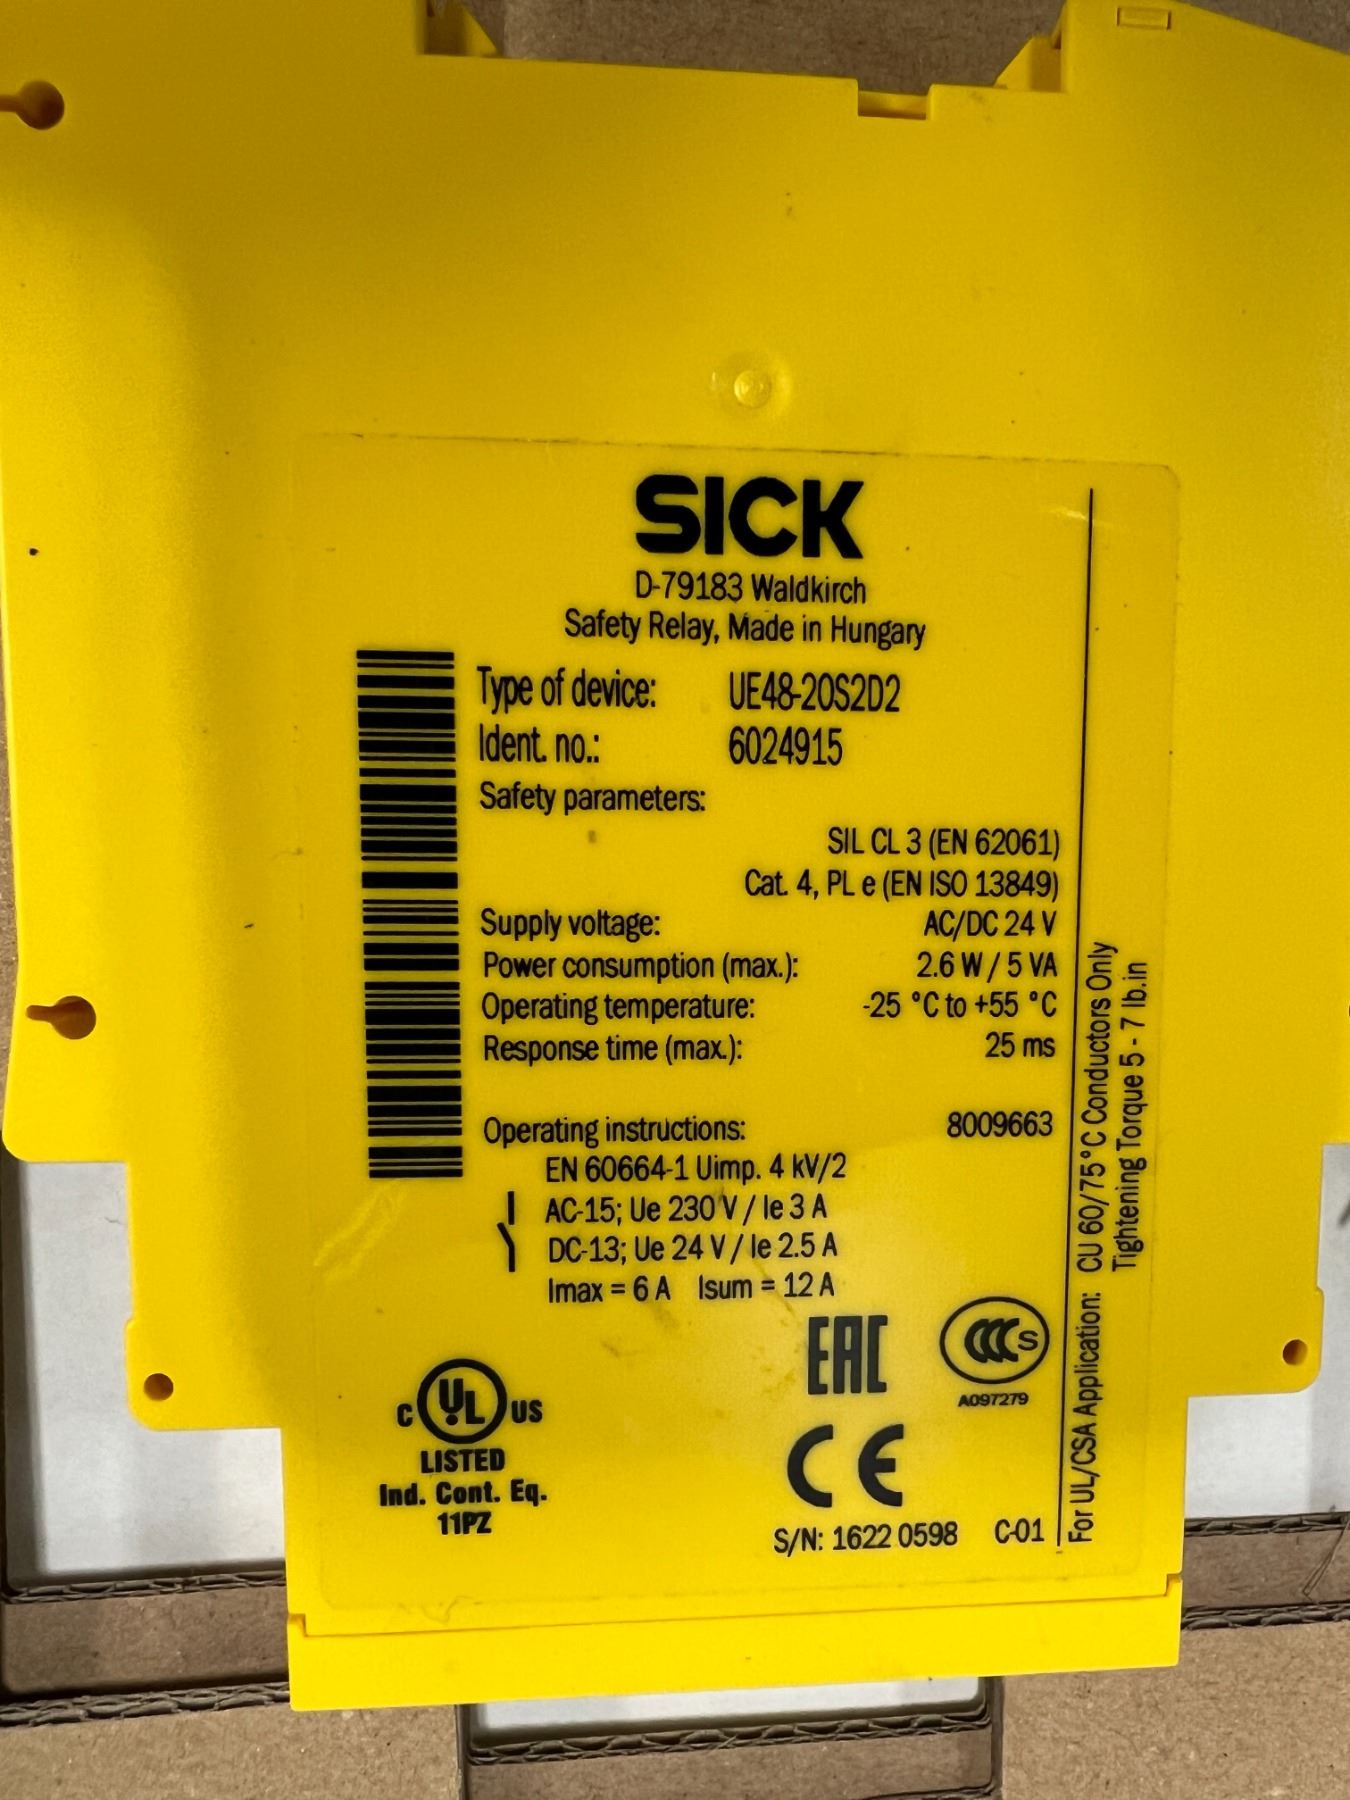 SICK
D-79183 Waldkirch
Safety Relay, Made in Hungary
Type of device: UE48-20S2D2
Ident. no.: 6024915
Safety parameters:
SIL CL 3 (EN 62061)
Cat. 4, PL e (EN ISO 13849)
Supply voltage: AC/DC 24 V
Power consumption (max.): 2.6 W / 5 VA
Operating temperature: -25 °C to +55 °C
Response time (max.): 25 ms
Operating instructions: 8009663
EN 60664-1 Uimp. 4 kV/2
AC-15; Ue 230 V / Ie 3 A
DC-13; Ue 24 V / Ie 2.5 A
Imax = 6 A Isum = 12 A
EAC
CCC S
A097279
C UL US
LISTED
Ind. Cont. Eq.
11PZ
CE
S/N: 1622 0598 C-01
For UL/CSA Application: CU 60/75°C Conductors Only
Tightening Torque 5 - 7 lb.in